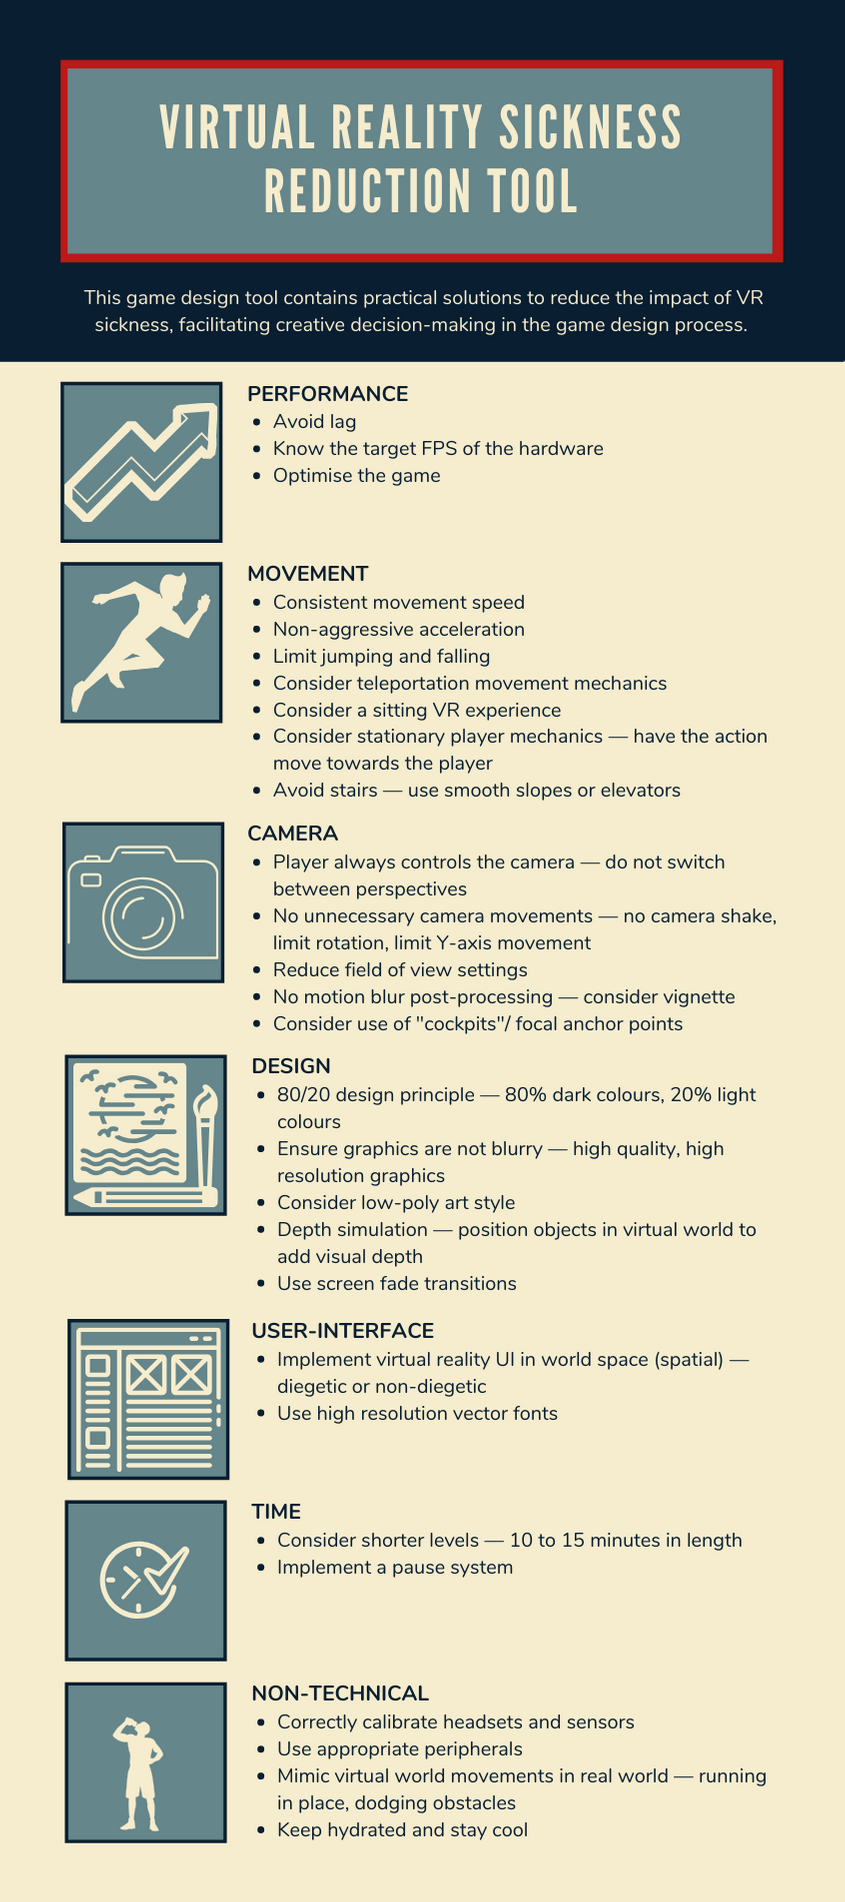 VIRTUAL REALITY SICKNESS
REDUCTION TOOL
This game design tool contains practical solutions to reduce the impact of VR
sickness, facilitating creative decision-making in the game design process.
PERFORMANCE
• Avoid lag
• Know the target FPS of the hardware
• Optimise the game
MOVEMENT
• Consistent movement speed
• Non-aggressive acceleration
• Limit jumping and falling
• Consider teleportation movement mechanics
• Consider a sitting VR experience
• Consider stationary player mechanics — have the action
move towards the player
• Avoid stairs — use smooth slopes or elevators
CAMERA
• Player always controls the camera — do not switch
between perspectives
• No unnecessary camera movements — no camera shake,
limit rotation, limit Y-axis movement
• Reduce field of view settings
• No motion blur post-processing — consider vignette
• Consider use of "cockpits"/ focal anchor points
DESIGN
• 80/20 design principle — 80% dark colours, 20% light
colours
• Ensure graphics are not blurry — high quality, high
resolution graphics
• Consider low-poly art style
• Depth simulation — position objects in virtual world to
add visual depth
• Use screen fade transitions
USER-INTERFACE
• Implement virtual reality UI in world space (spatial) —
diegetic or non-diegetic
• Use high resolution vector fonts
TIME
• Consider shorter levels — 10 to 15 minutes in length
• Implement a pause system
NON-TECHNICAL
• Correctly calibrate headsets and sensors
• Use appropriate peripherals
• Mimic virtual world movements in real world — running
in place, dodging obstacles
• Keep hydrated and stay cool